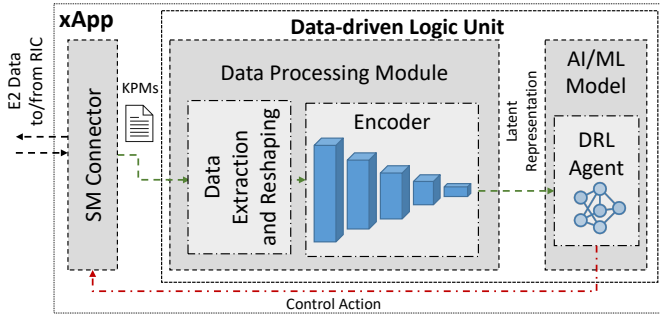 xApp
Data-driven Logic Unit
E2 Data
to/from RIC
SM Connector
KPMs
Data Processing Module
Data
Extraction
and Reshaping
Encoder
Latent
Representation
AI/ML
Model
DRL
Agent
Control Action